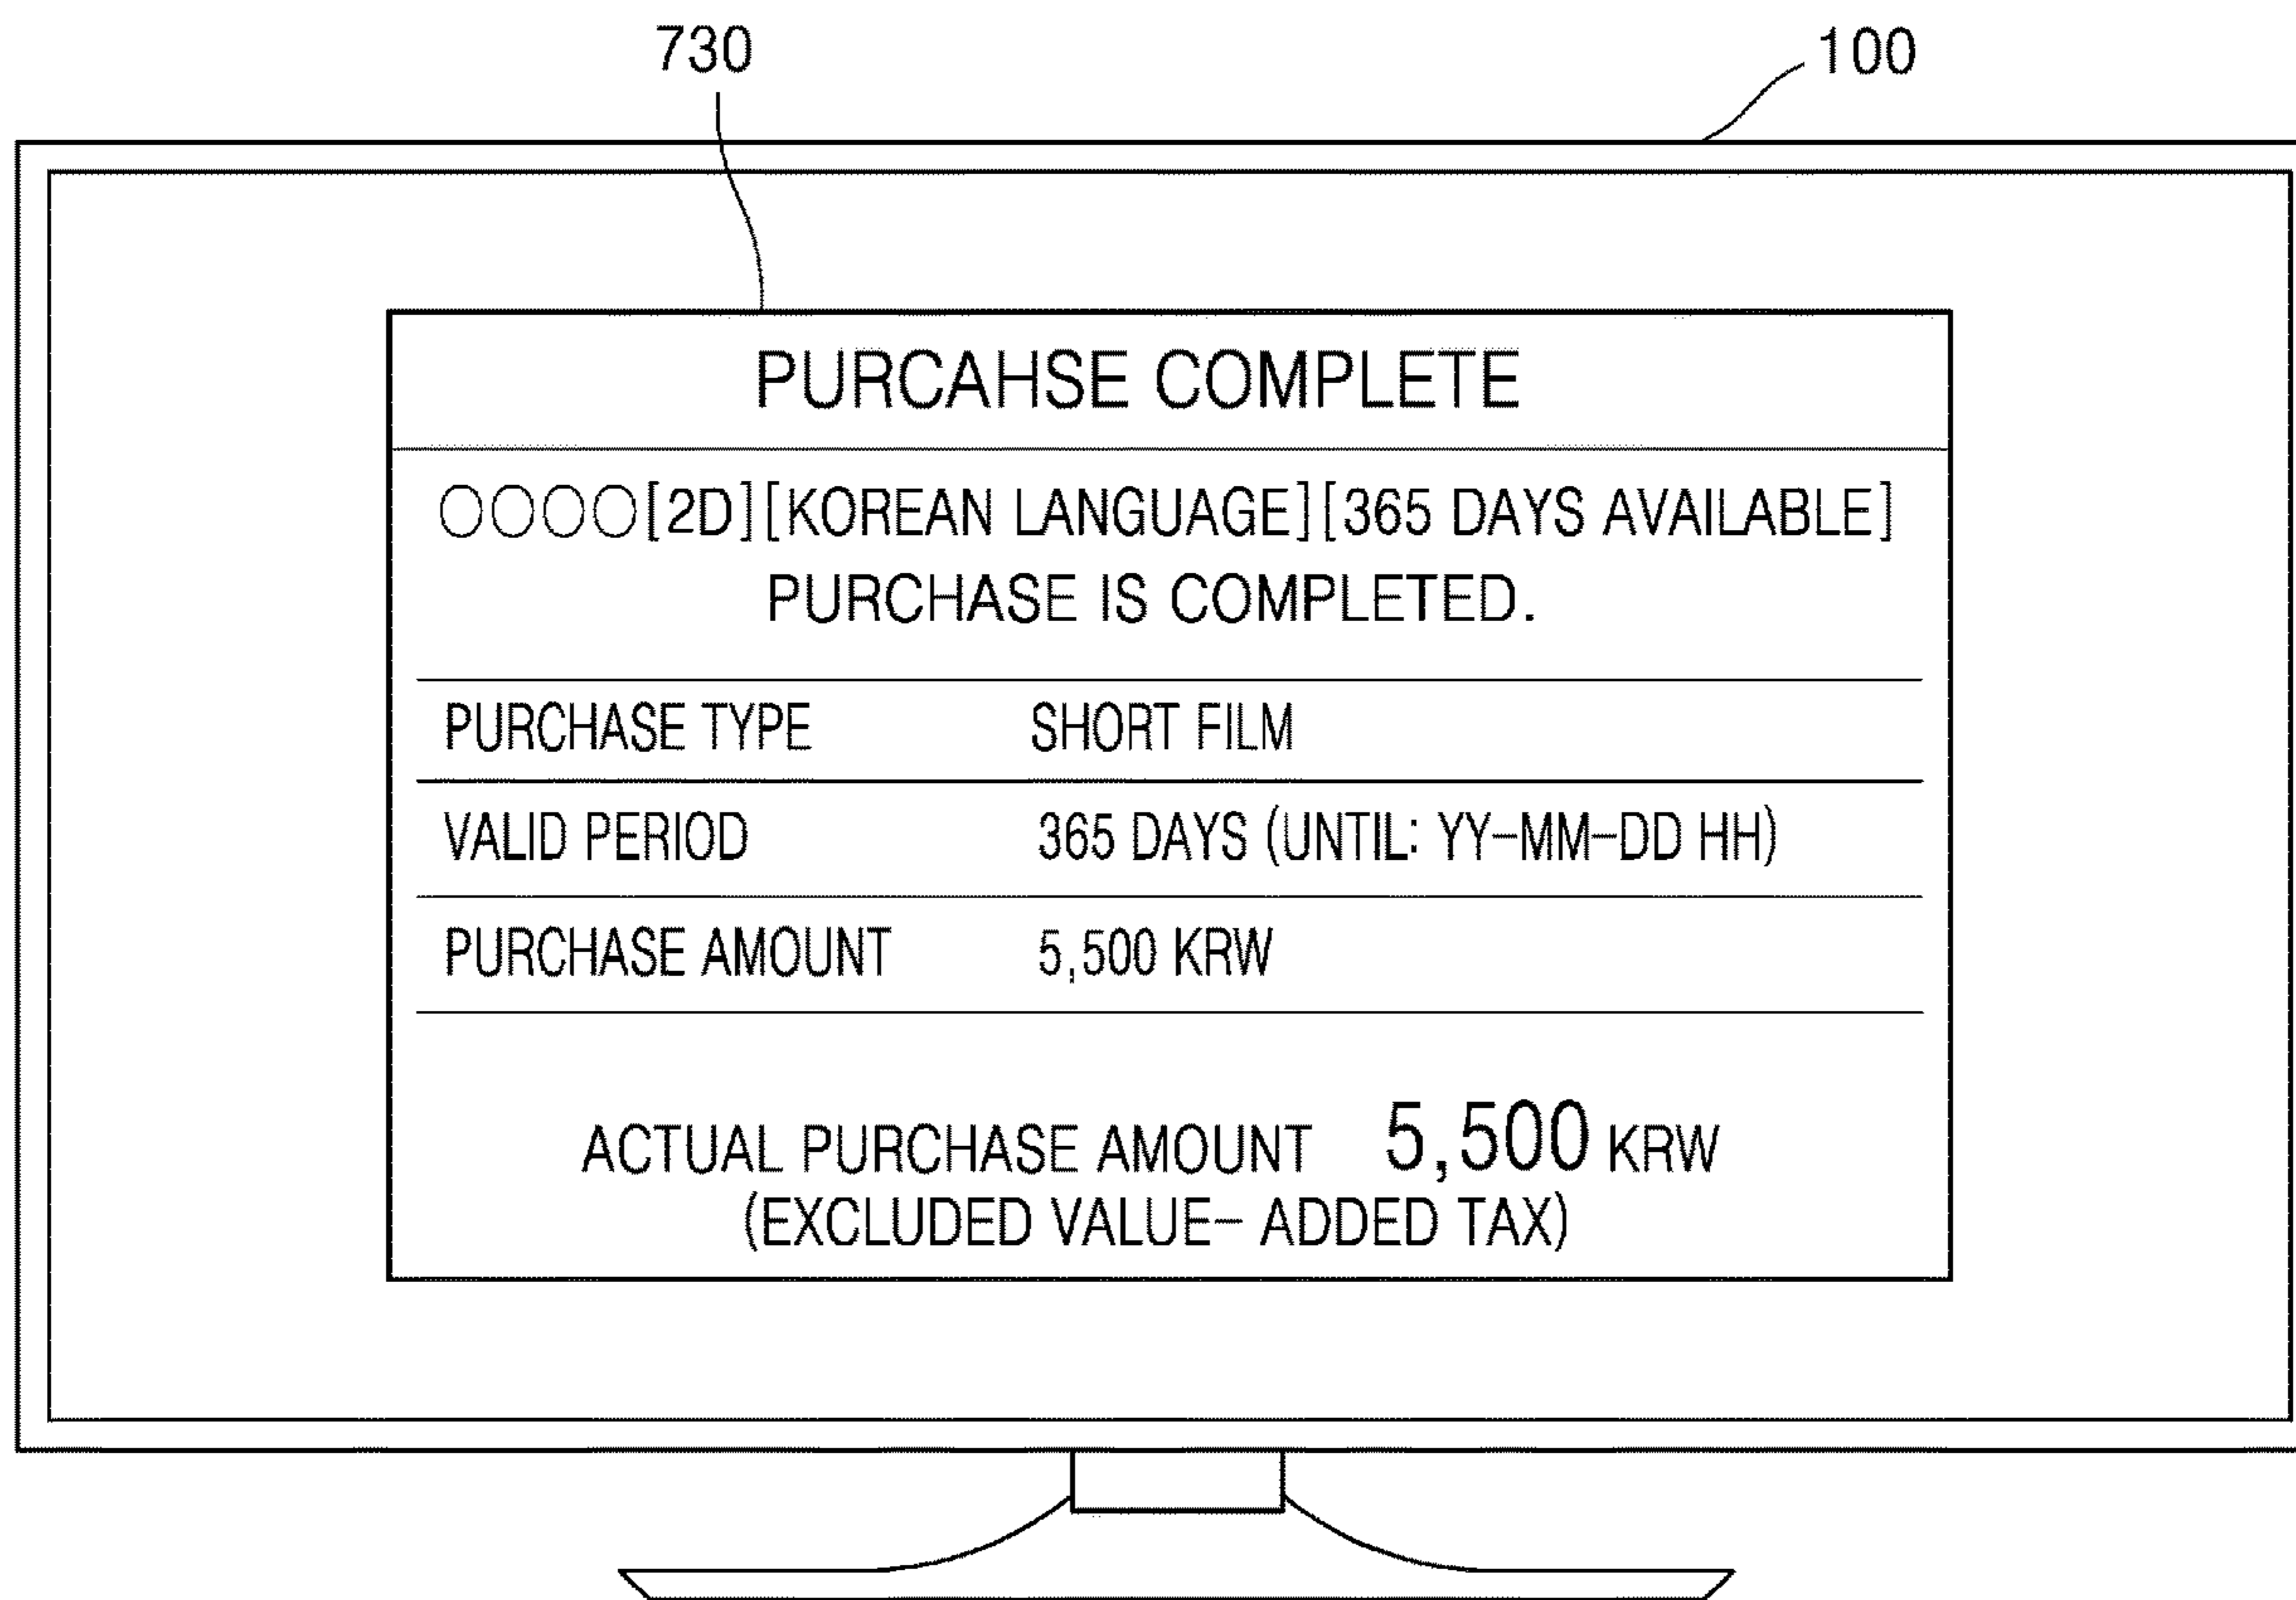 730
100
PURCAHSE COMPLETE
○○○○[2D][KOREAN LANGUAGE][365 DAYS AVAILABLE]
PURCHASE IS COMPLETED.
PURCHASE TYPE SHORT FILM
VALID PERIOD 365 DAYS (UNTIL: YY-MM-DD HH)
PURCHASE AMOUNT 5,500 KRW
ACTUAL PURCHASE AMOUNT 5,500 KRW
(EXCLUDED VALUE- ADDED TAX)